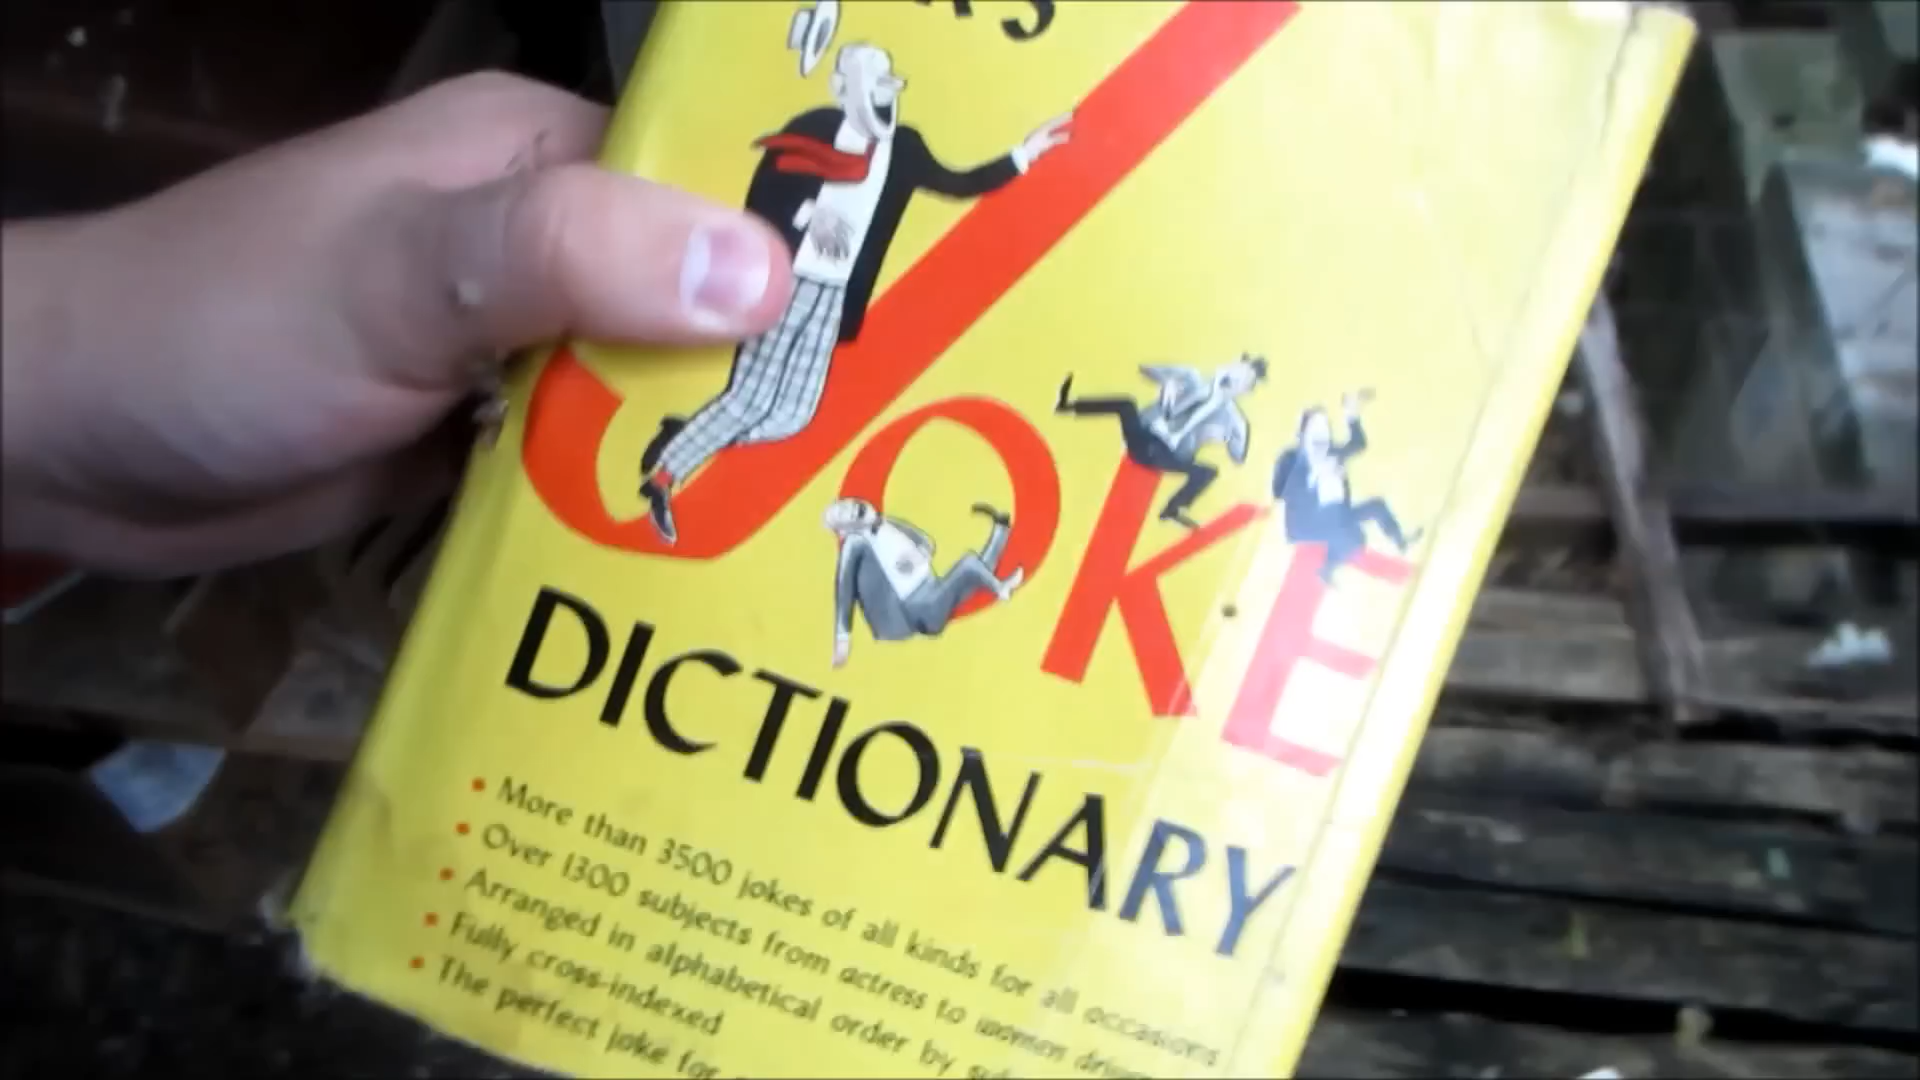 JOKE
DICTIONARY
• More than 3500 jokes of all kinds for all occasions
• Over 1300 subjects from actress to women
• Arranged in alphabetical order by
• Fully cross-indexed
• The perfect joke for